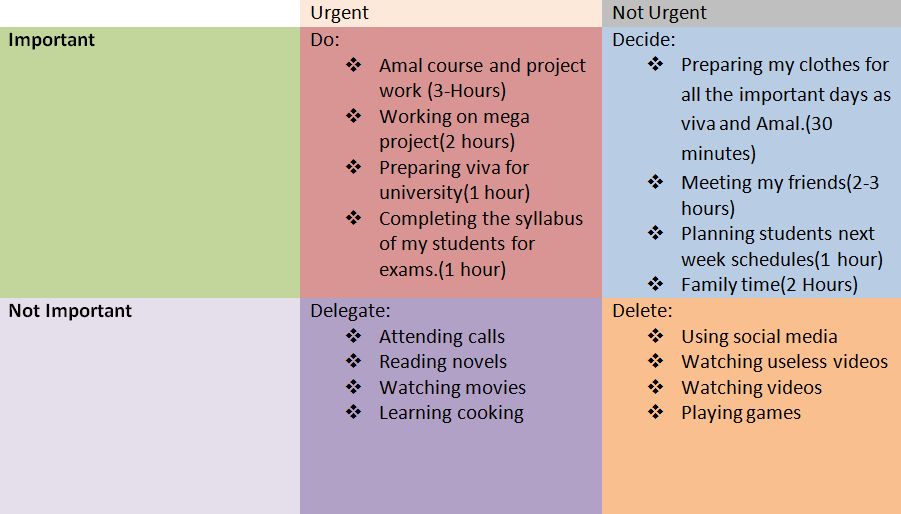 Urgent
Not Urgent
Important
Do:
❖ Amal course and project
work (3-Hours)
❖ Working on mega
project(2 hours)
❖ Preparing viva for
university(1 hour)
❖ Completing the syllabus
of my students for
exams.(1 hour)
Decide:
❖ Preparing my clothes for
all the important days as
viva and Amal.(30
minutes)
❖ Meeting my friends(2-3
hours)
❖ Planning students next
week schedules(1 hour)
❖ Family time(2 Hours)
Not Important
Delegate:
❖ Attending calls
❖ Reading novels
❖ Watching movies
❖ Learning cooking
Delete:
❖ Using social media
❖ Watching useless videos
❖ Watching videos
❖ Playing games